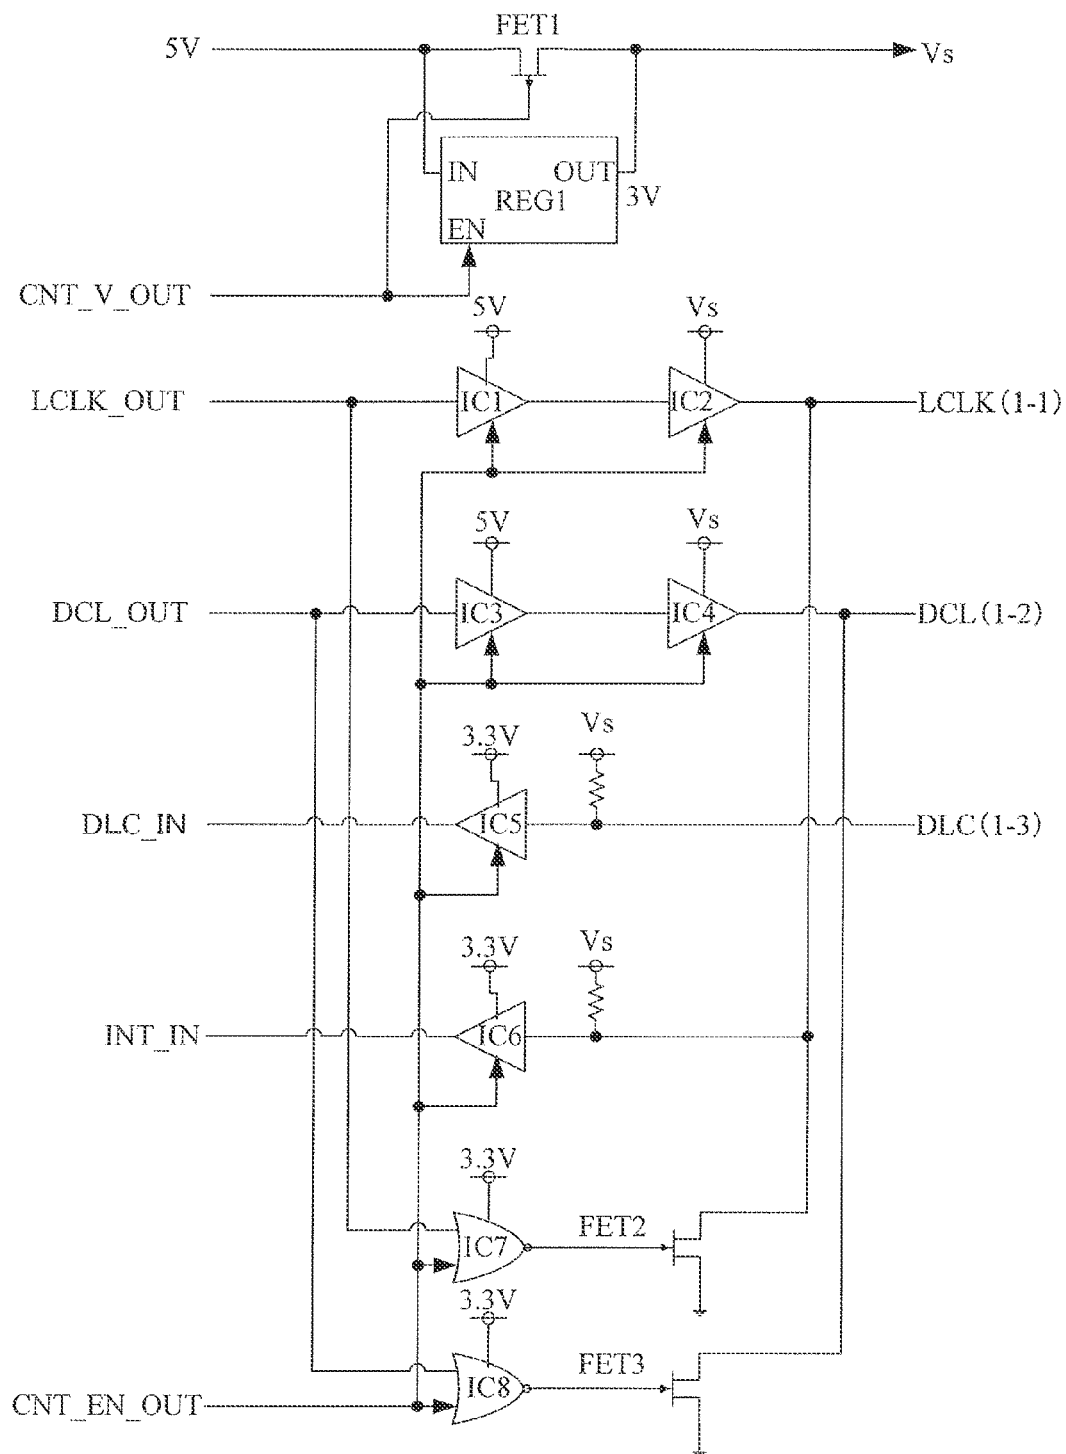 FET1
5V
Vs
IN
OUT
REG1
3V
EN
CNT_V_OUT
5V
Vs
LCLK_OUT
IC1
IC2
LCLK(1-1)
5V
Vs
DCL_OUT
IC3
IC4
DCL(1-2)
3.3V
Vs
DLC_IN
IC5
DLC(1-3)
3.3V
Vs
INT_IN
IC6
3.3V
IC7
FET2
3.3V
IC8
FET3
CNT_EN_OUT